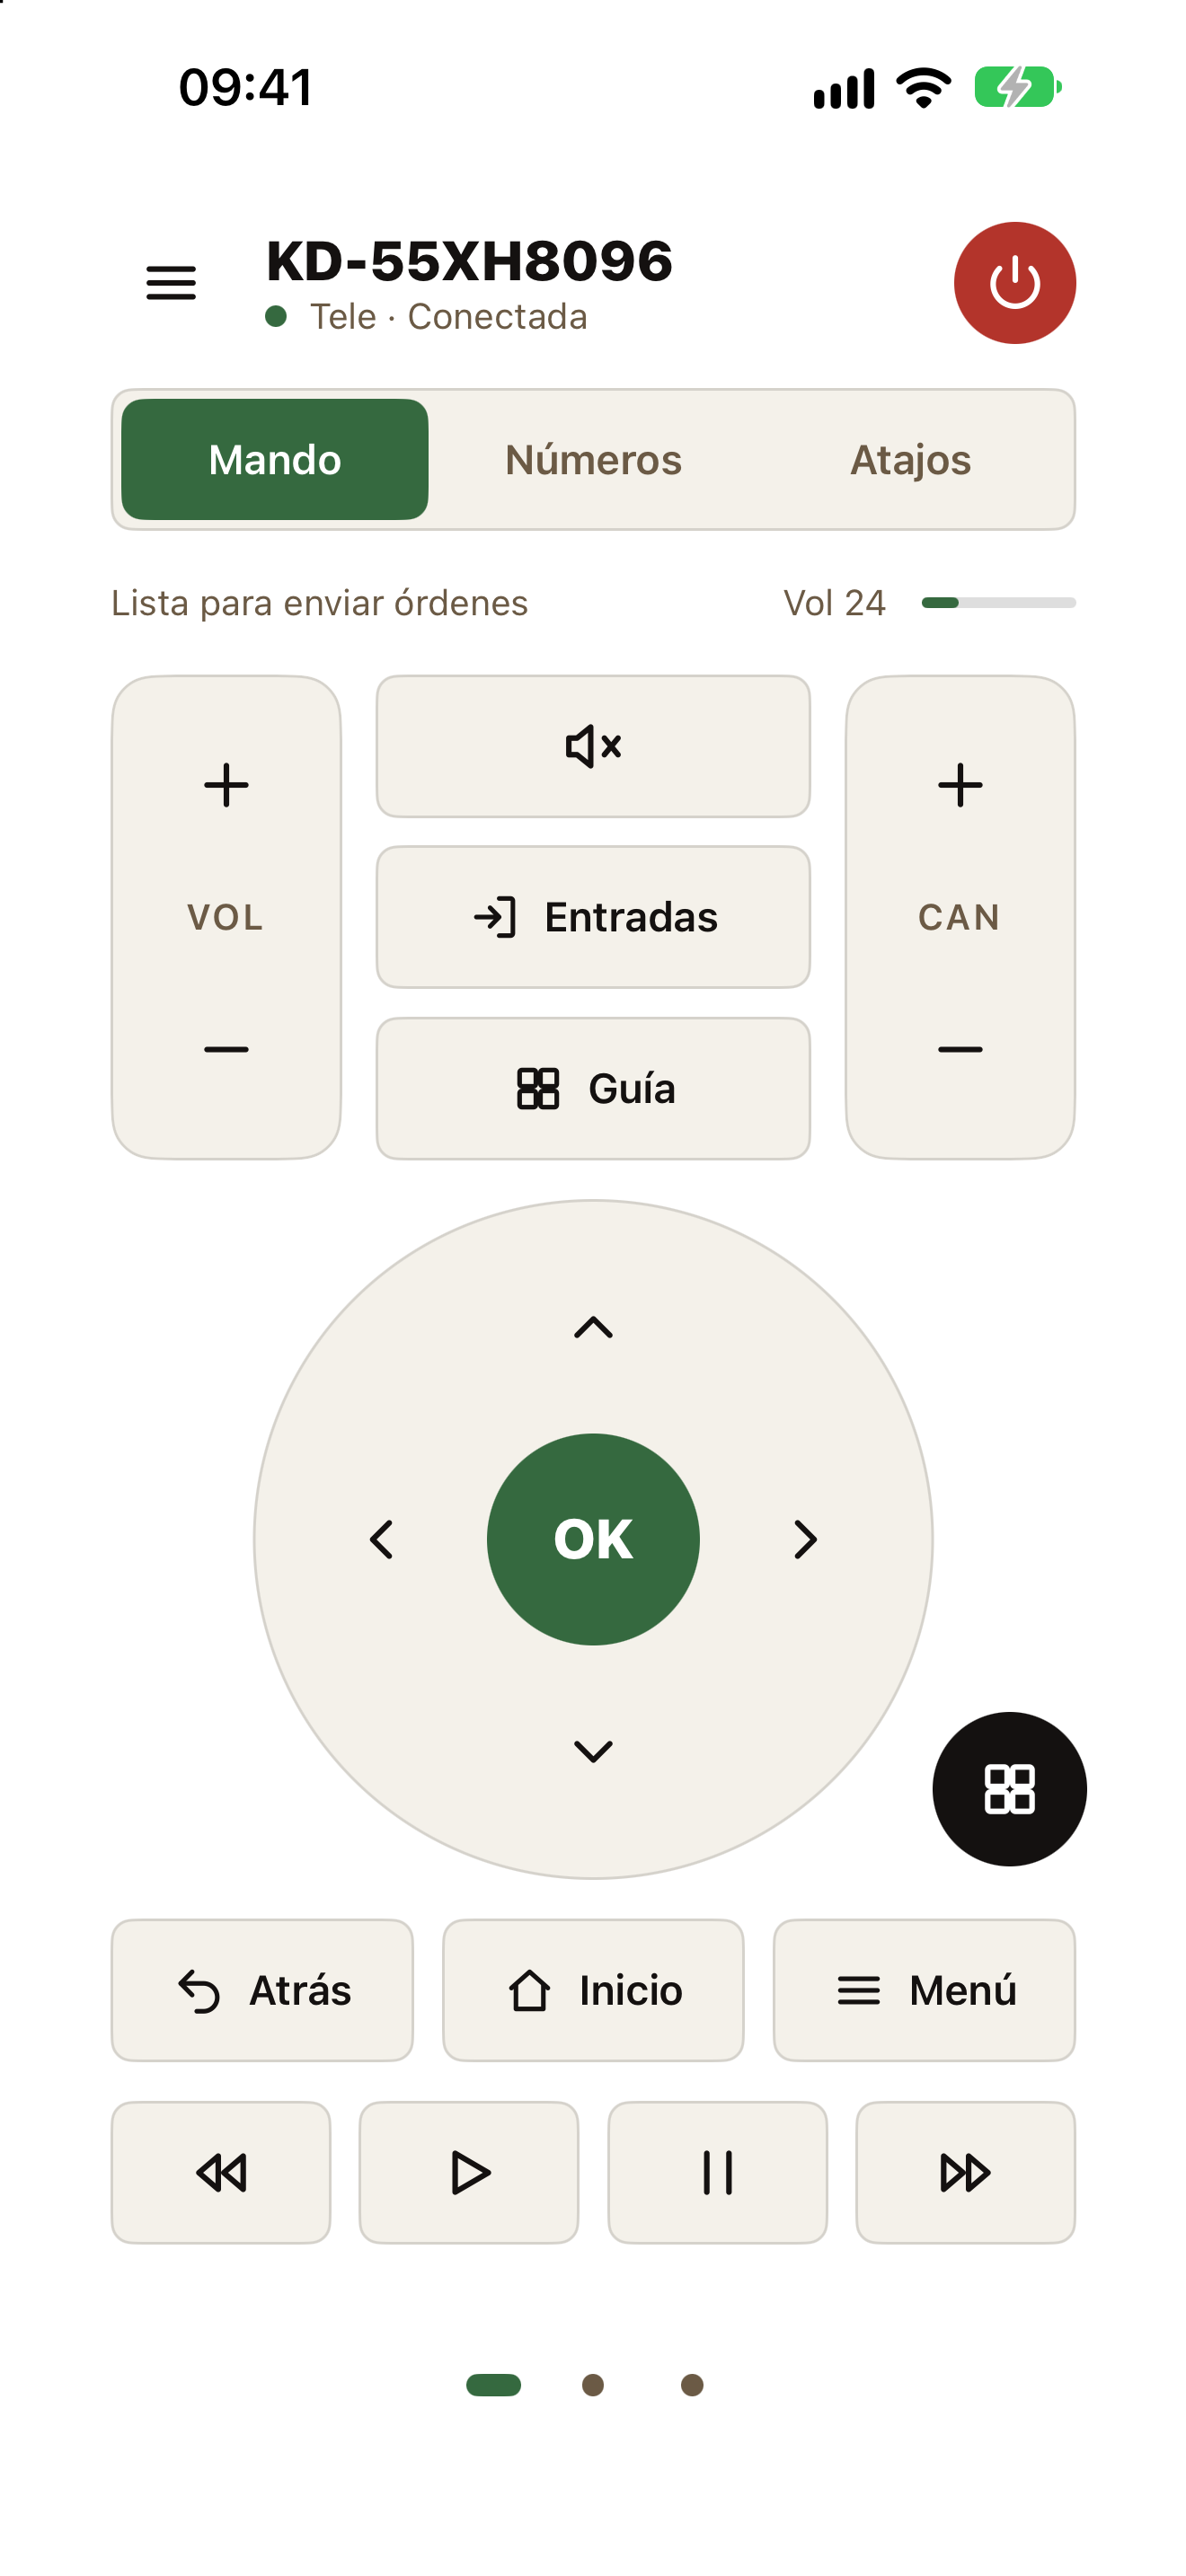 09:41
KD-55XH8096
Tele · Conectada
Mando Números Atajos
Lista para enviar órdenes Vol 24
VOL
Entradas
CAN
Guía
OK
Atrás Inicio Menú